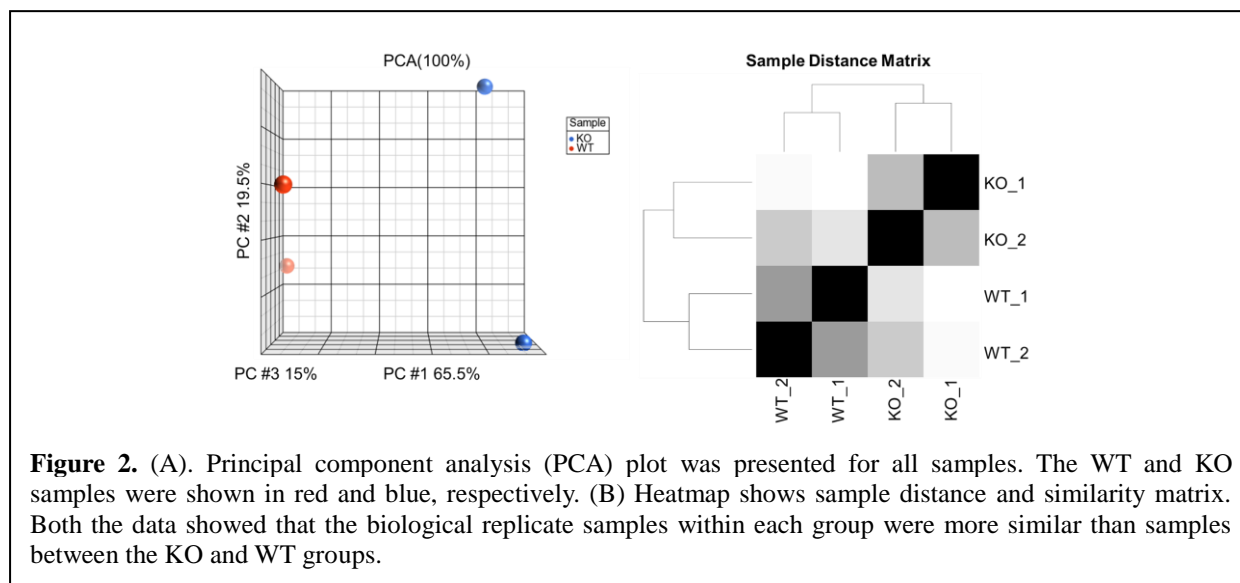 PCA(100%)
PC #2 19.5%
PC #3 15%
PC #1 65.5%
Sample
KO
WT
Sample Distance Matrix
KO_1
KO_2
WT_1
WT_2
WT_2
WT_1
KO_2
KO_1
Figure 2. (A). Principal component analysis (PCA) plot was presented for all samples. The WT and KO
samples were shown in red and blue, respectively. (B) Heatmap shows sample distance and similarity matrix.
Both the data showed that the biological replicate samples within each group were more similar than samples
between the KO and WT groups.